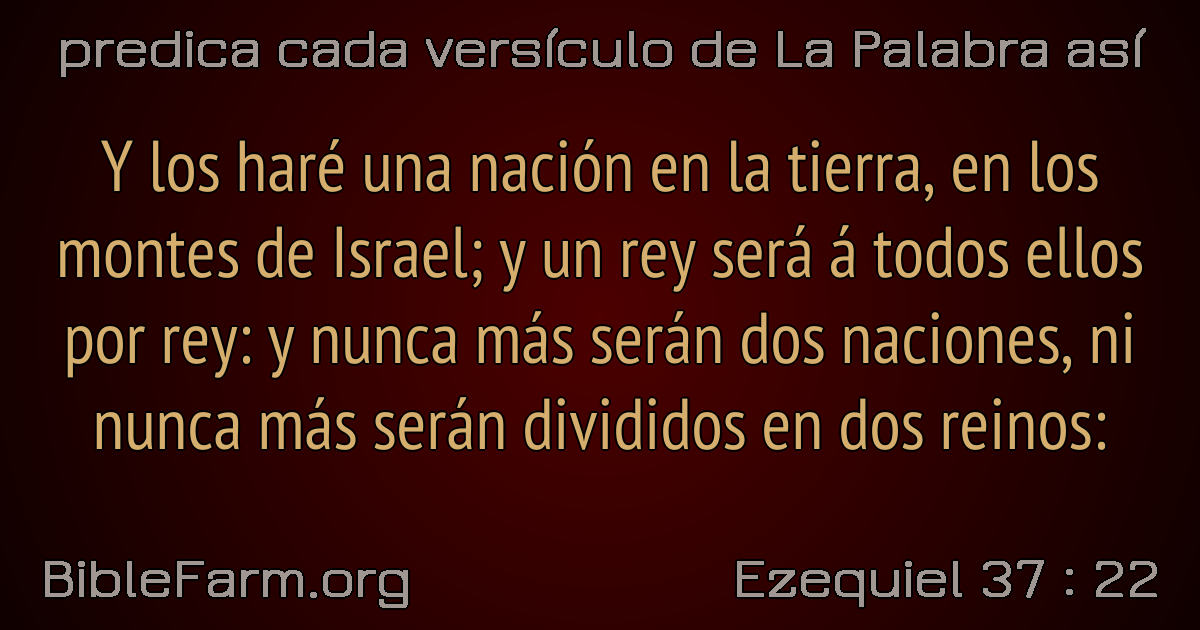 predica cada versículo de La Palabra así
Y los haré una nación en la tierra, en los
montes de Israel; y un rey será á todos ellos
por rey: y nunca más serán dos naciones, ni
nunca más serán divididos en dos reinos:
BibleFarm.org
Ezequiel 37 : 22